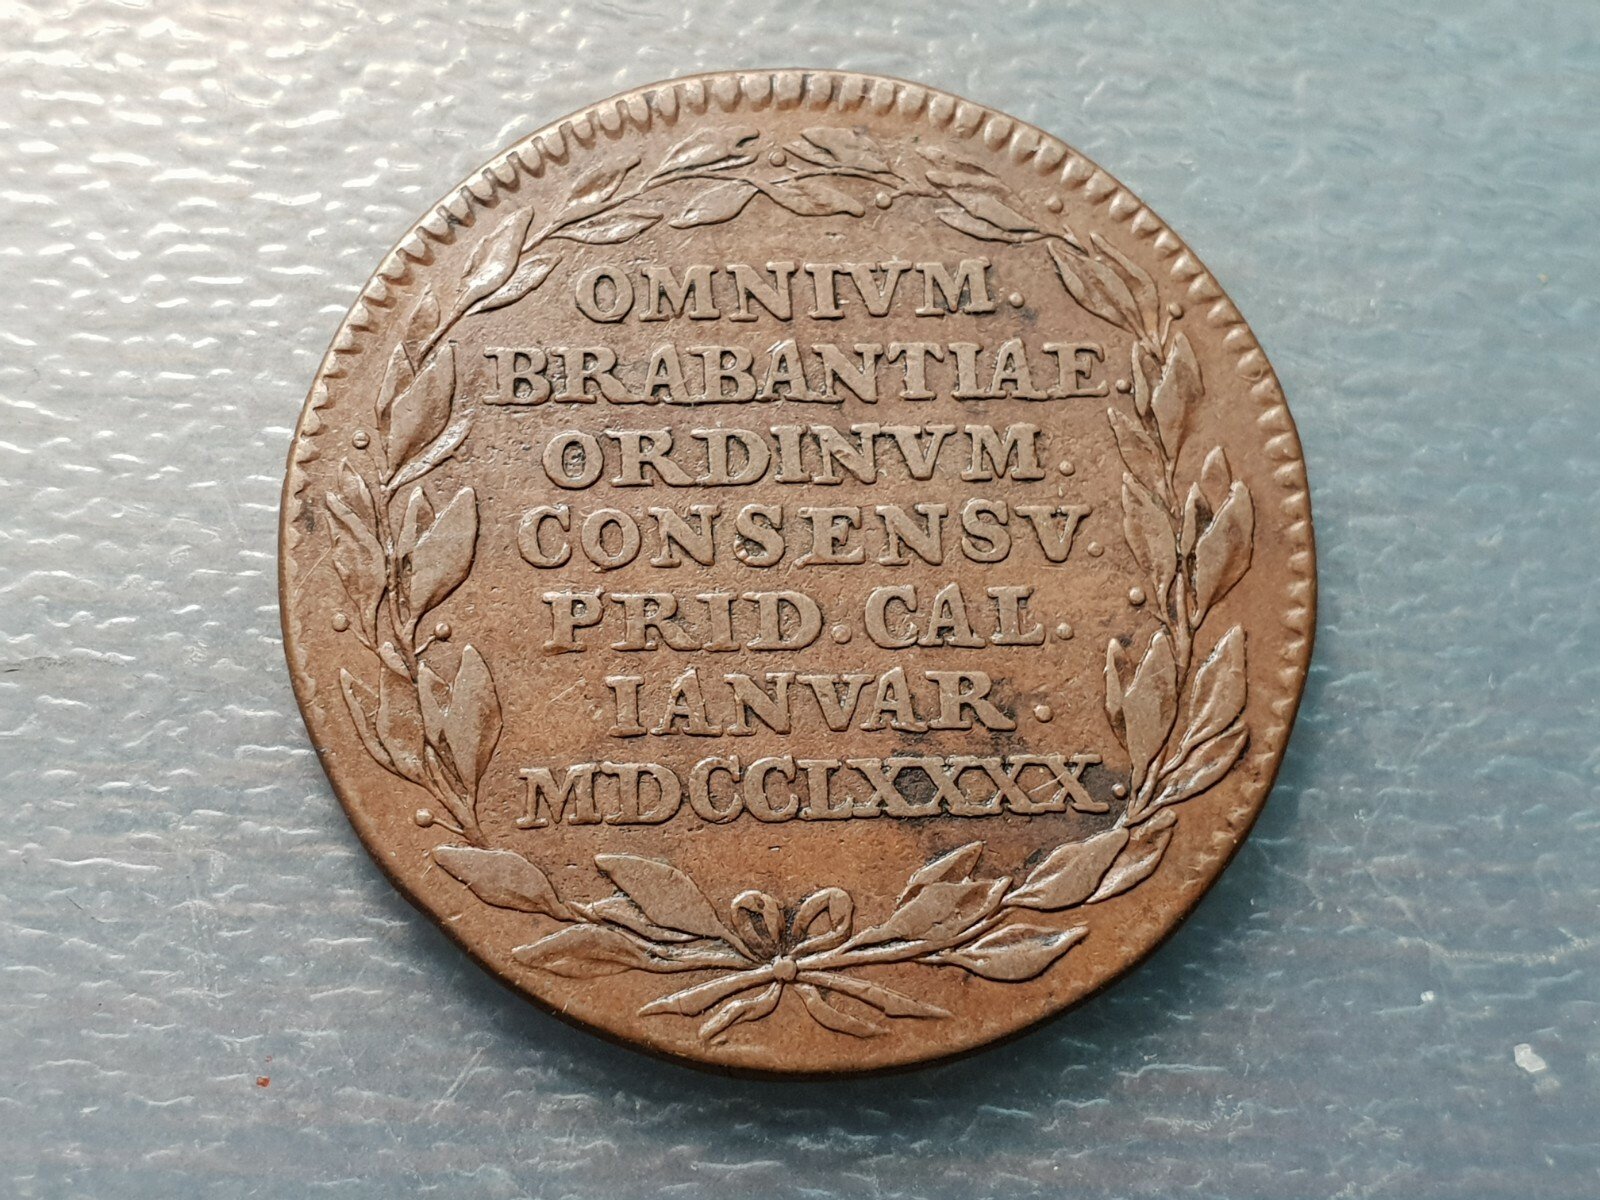 OMNIVM.
BRABANTIAE.
ORDINVM.
CONSENSV.
PRID.CAL.
IANVAR.
MDCCLXXXX.